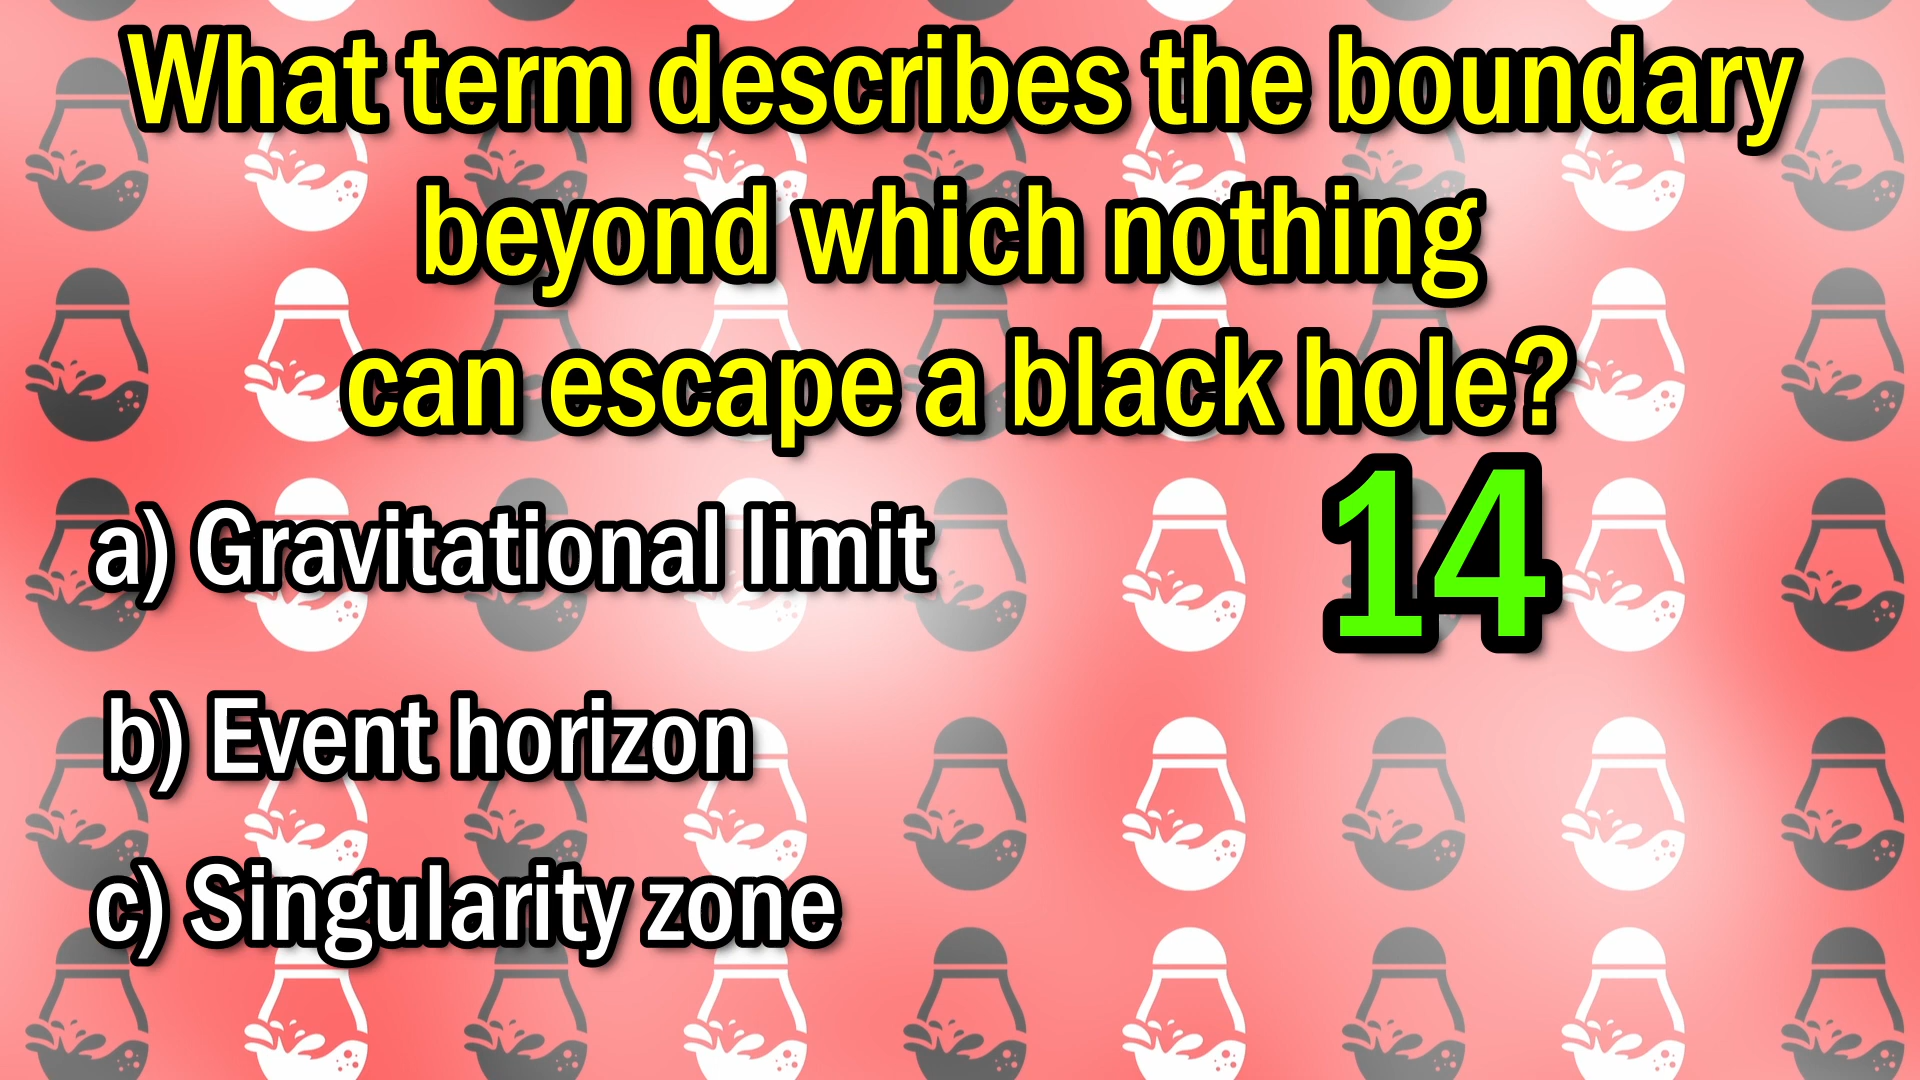 What term describes the boundary
beyond which nothing
can escape a black hole?
a) Gravitational limit
14
b) Event horizon
c) Singularity zone